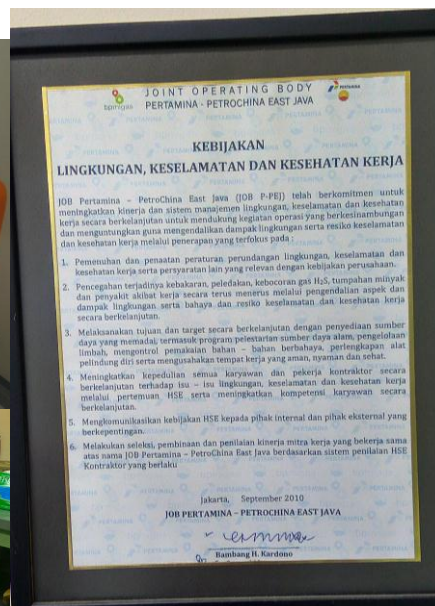 JOINT OPERATING BODY
bpmigas PERTAMINA - PETROCHINA EAST JAVA
PERTAMINA
KEBIJAKAN
LINGKUNGAN, KESELAMATAN DAN KESEHATAN KERJA
JOB Pertamina – PetroChina East Java (JOB P-PEJ) telah berkomitmen untuk
meningkatkan kinerja dan sistem manajemen lingkungan, keselamatan dan kesehatan
kerja secara berkelanjutan untuk mendukung kegiatan operasi yang berkesinambungan
dan menguntungkan guna mengendalikan dampak lingkungan serta resiko keselamatan
dan kesehatan kerja melalui penerapan yang terfokus pada :
1. Pemenuhan dan penaatan peraturan perundangan lingkungan, keselamatan dan
kesehatan kerja serta persyaratan lain yang relevan dengan kebijakan perusahaan.
2. Pencegahan terjadinya kebakaran, peledakan, kebocoran gas H₂S, tumpahan minyak
dan penyakit akibat kerja secara terus menerus melalui pengendalian aspek dan
dampak lingkungan serta bahaya dan resiko keselamatan dan kesehatan kerja
secara berkelanjutan.
3. Melaksanakan tujuan dan target secara berkelanjutan dengan penyediaan sumber
daya yang memadai, termasuk program pelestarian sumber daya alam, pengelolaan
limbah, mengontrol pemakaian bahan – bahan berbahaya, perlengkapan alat
pelindung diri serta mengusahakan tempat kerja yang aman, nyaman dan sehat.
4. Meningkatkan kepedulian semua karyawan dan pekerja kontraktor secara
berkelanjutan terhadap isu – isu lingkungan, keselamatan dan kesehatan kerja
melalui pertemuan HSE serta meningkatkan kompetensi karyawan secara
berkelanjutan.
5. Mengkomunikasikan kebijakan HSE kepada pihak internal dan pihak eksternal yang
berkepentingan.
6. Melakukan seleksi, pembinaan dan penilaian kinerja mitra kerja yang bekerja sama
atas nama JOB Pertamina – PetroChina East Java berdasarkan sistem penilaian HSE
Kontraktor yang berlaku
Jakarta, September 2010
JOB PERTAMINA – PETROCHINA EAST JAVA
Bambang H. Kardono